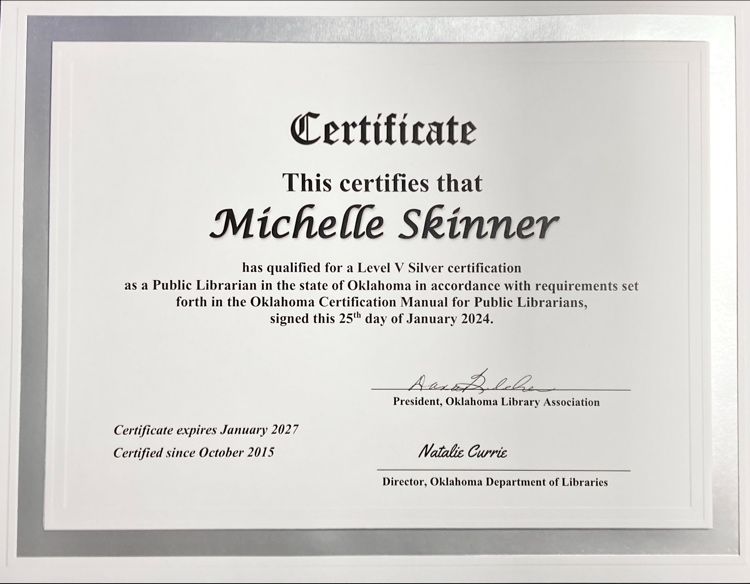 Certificate
This certifies that
Michelle Skinner
has qualified for a Level V Silver certification
as a Public Librarian in the state of Oklahoma in accordance with requirements set
forth in the Oklahoma Certification Manual for Public Librarians,
signed this 25th day of January 2024.
President, Oklahoma Library Association
Certificate expires January 2027
Certified since October 2015
Natalie Currie
Director, Oklahoma Department of Libraries